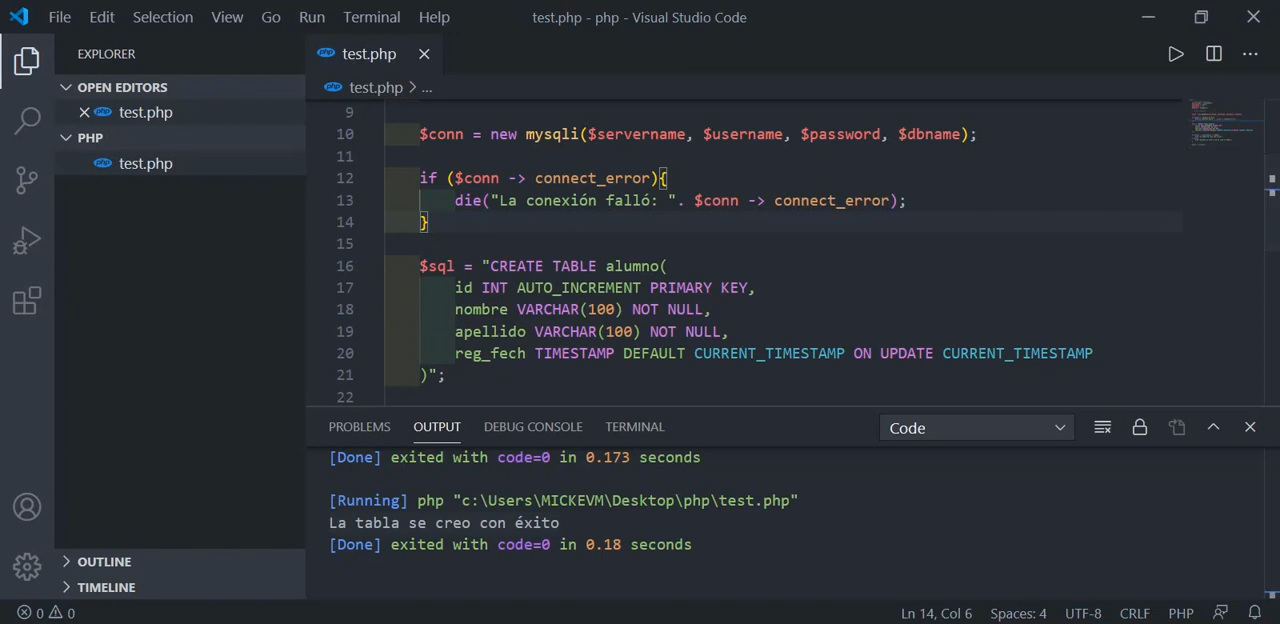 File Edit Selection View Go Run Terminal Help test.php - php - Visual Studio Code
EXPLORER
OPEN EDITORS
test.php
PHP
test.php
OUTLINE
TIMELINE
test.php
test.php > ...
9
10 $conn = new mysqli($servername, $username, $password, $dbname);
11
12 if ($conn -> connect_error){
13 die("La conexión falló: ". $conn -> connect_error);
14 }
15
16 $sql = "CREATE TABLE alumno(
17 id INT AUTO_INCREMENT PRIMARY KEY,
18 nombre VARCHAR(100) NOT NULL,
19 apellido VARCHAR(100) NOT NULL,
20 reg_fech TIMESTAMP DEFAULT CURRENT_TIMESTAMP ON UPDATE CURRENT_TIMESTAMP
21 )";
22
PROBLEMS OUTPUT DEBUG CONSOLE TERMINAL Code
[Done] exited with code=0 in 0.173 seconds
[Running] php "c:\Users\MICKEVM\Desktop\php\test.php"
La tabla se creo con éxito
[Done] exited with code=0 in 0.18 seconds
0 0 Ln 14, Col 6 Spaces: 4 UTF-8 CRLF PHP